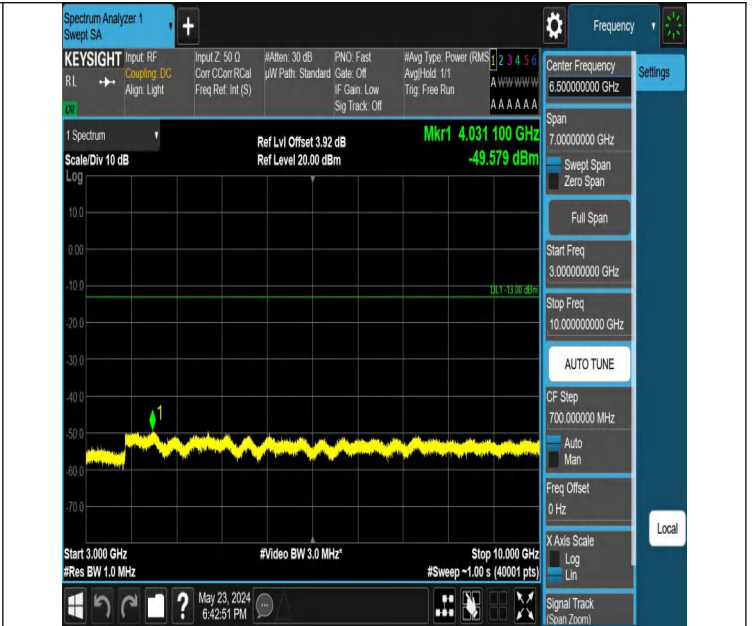 Spectrum Analyzer 1
Swept SA
+
Frequency
KEYSIGHT
RL
Input: RF
Coupling: DC
Align: Light
Input Z: 50 Ω
Corr CCorr RCal
Freq Ref: Int (S)
#Atten: 30 dB
µW Path: Standard
PNO: Fast
Gate: Off
IF Gain: Low
Sig Track: Off
#Avg Type: Power (RMS
Avg|Hold: 1/1
Trig: Free Run
1 2 3 4 5 6
A W W W W W
A A A A A A
1 Spectrum
Scale/Div 10 dB
Log
Ref Lvl Offset 3.92 dB
Ref Level 20.00 dBm
Mkr1 4.031 100 GHz
-49.579 dBm
10.0
0.00
-10.0
DL1 -13.00 dBm
-20.0
-30.0
-40.0
1
-50.0
-60.0
-70.0
Start 3.000 GHz
#Res BW 1.0 MHz
#Video BW 3.0 MHz*
Stop 10.000 GHz
#Sweep ~1.00 s (40001 pts)
?
May 23, 2024
6:42:51 PM
Center Frequency
6.500000000 GHz
Settings
Span
7.00000000 GHz
Swept Span
Zero Span
Full Span
Start Freq
3.000000000 GHz
Stop Freq
10.000000000 GHz
AUTO TUNE
CF Step
700.000000 MHz
Auto
Man
Freq Offset
0 Hz
X Axis Scale
Log
Lin
Local
Signal Track
(Span Zoom)